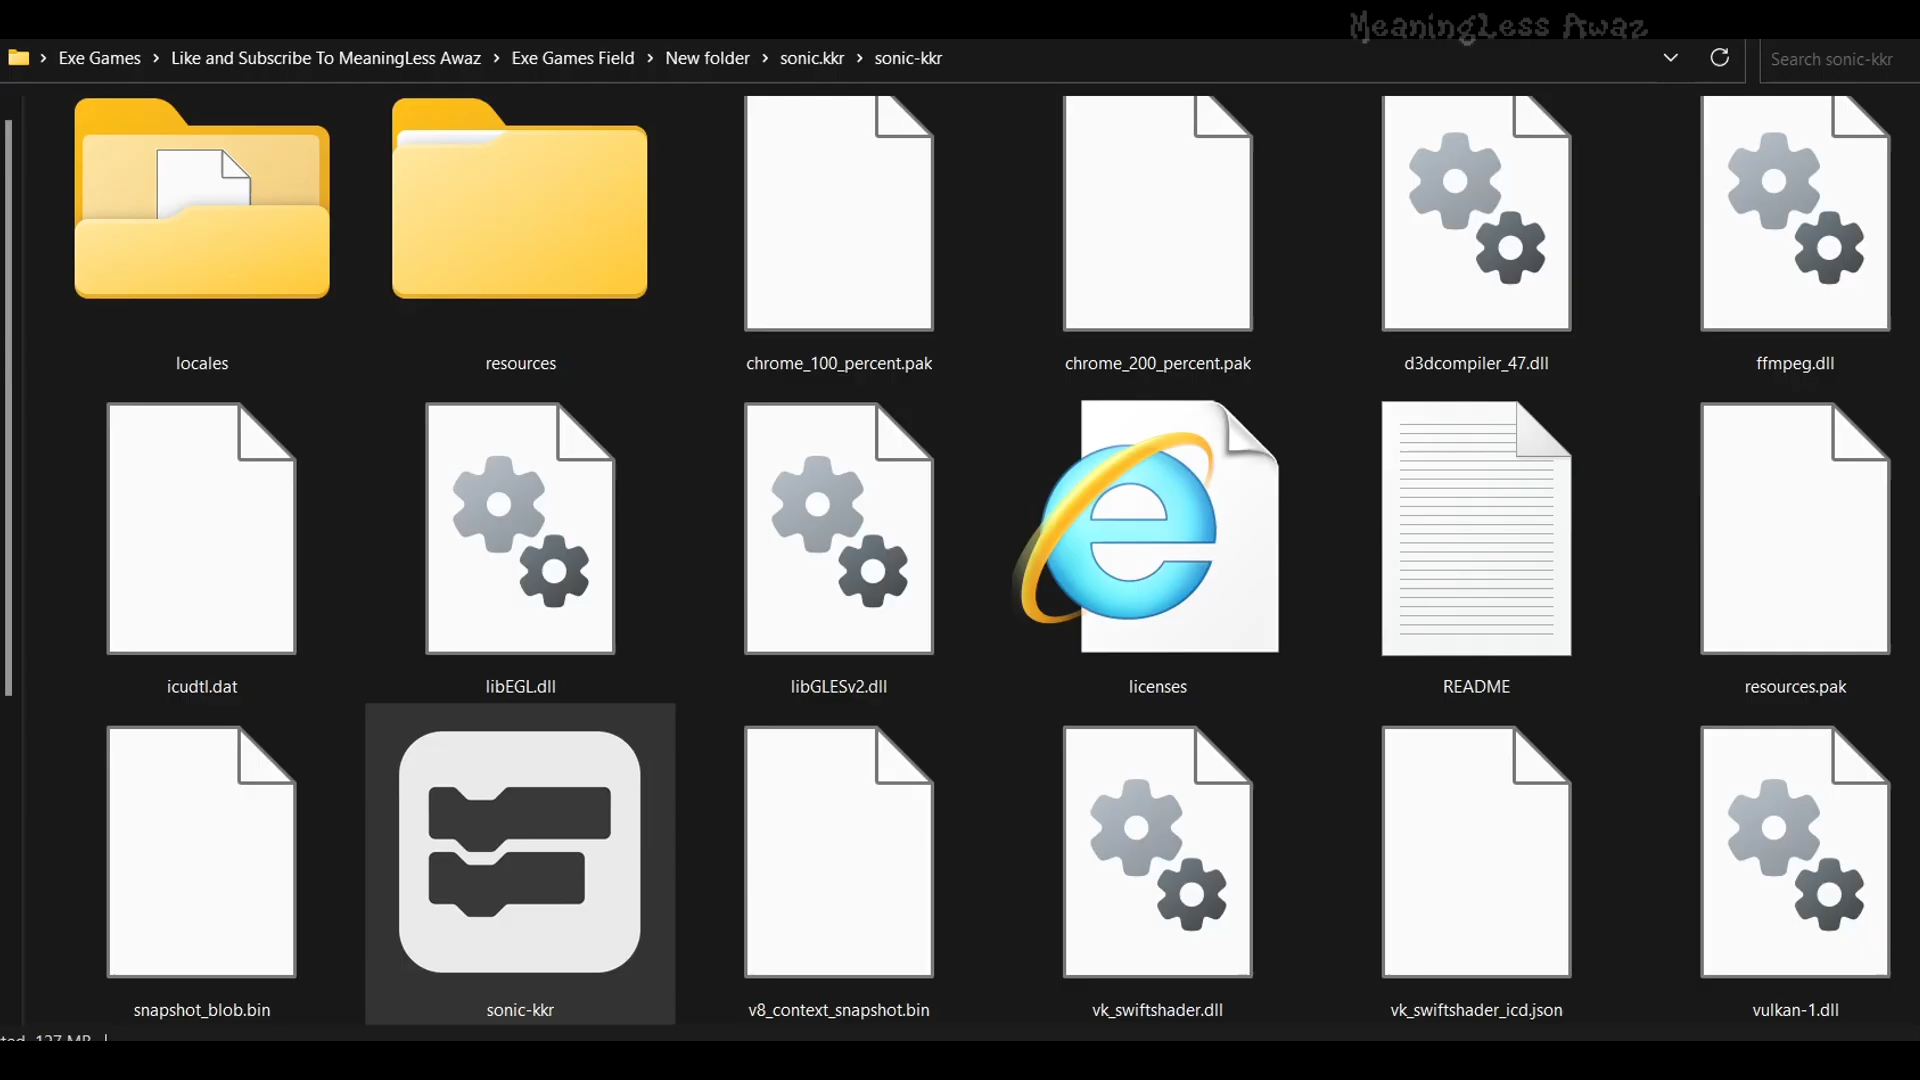 MeaningLess Awaz
Exe Games > Like and Subscribe To MeaningLess Awaz > Exe Games Field > New folder > sonic.kkr > sonic-kkr
Search sonic-kkr
locales
resources
chrome_100_percent.pak
chrome_200_percent.pak
d3dcompiler_47.dll
ffmpeg.dll
icudtl.dat
libEGL.dll
libGLESv2.dll
licenses
README
resources.pak
snapshot_blob.bin
sonic-kkr
v8_context_snapshot.bin
vk_swiftshader.dll
vk_swiftshader_icd.json
vulkan-1.dll
127 MB